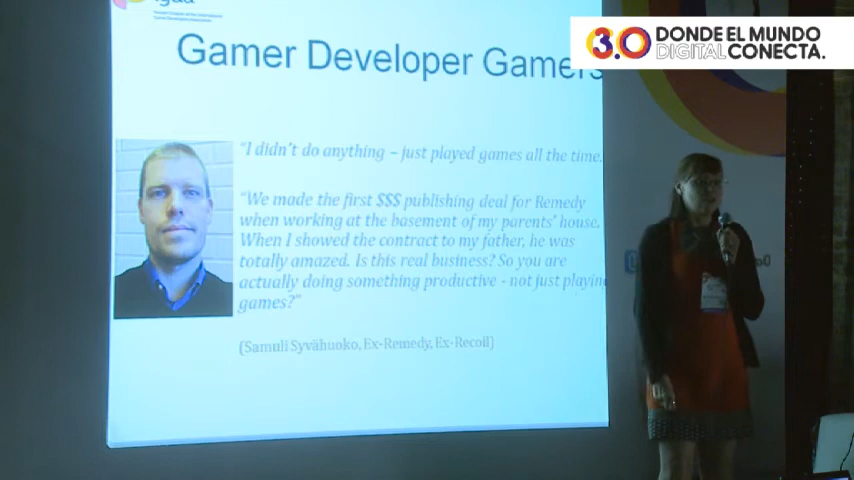 igda
3.0 DONDE EL MUNDO
DIGITAL CONECTA.
Gamer Developer Gamers
"I didn't do anything – just played games all the time.
"We made the first $$$ publishing deal for Remedy
when working at the basement of my parents' house.
When I showed the contract to my father, he was
totally amazed. Is this real business? So you are
actually doing something productive - not just playing
games?"
(Samuli Syvähuoko, Ex-Remedy, Ex-Recoil)